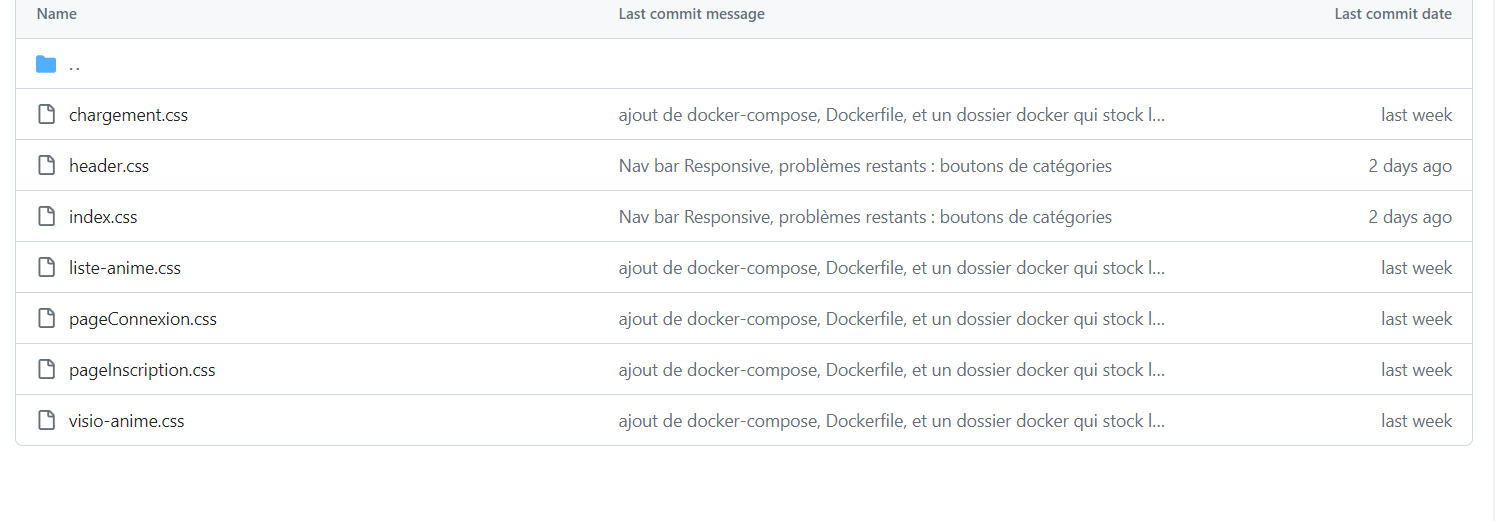 Name Last commit message Last commit date
..
chargement.css ajout de docker-compose, Dockerfile, et un dossier docker qui stock l... last week
header.css Nav bar Responsive, problèmes restants : boutons de catégories 2 days ago
index.css Nav bar Responsive, problèmes restants : boutons de catégories 2 days ago
liste-anime.css ajout de docker-compose, Dockerfile, et un dossier docker qui stock l... last week
pageConnexion.css ajout de docker-compose, Dockerfile, et un dossier docker qui stock l... last week
pageInscription.css ajout de docker-compose, Dockerfile, et un dossier docker qui stock l... last week
visio-anime.css ajout de docker-compose, Dockerfile, et un dossier docker qui stock l... last week